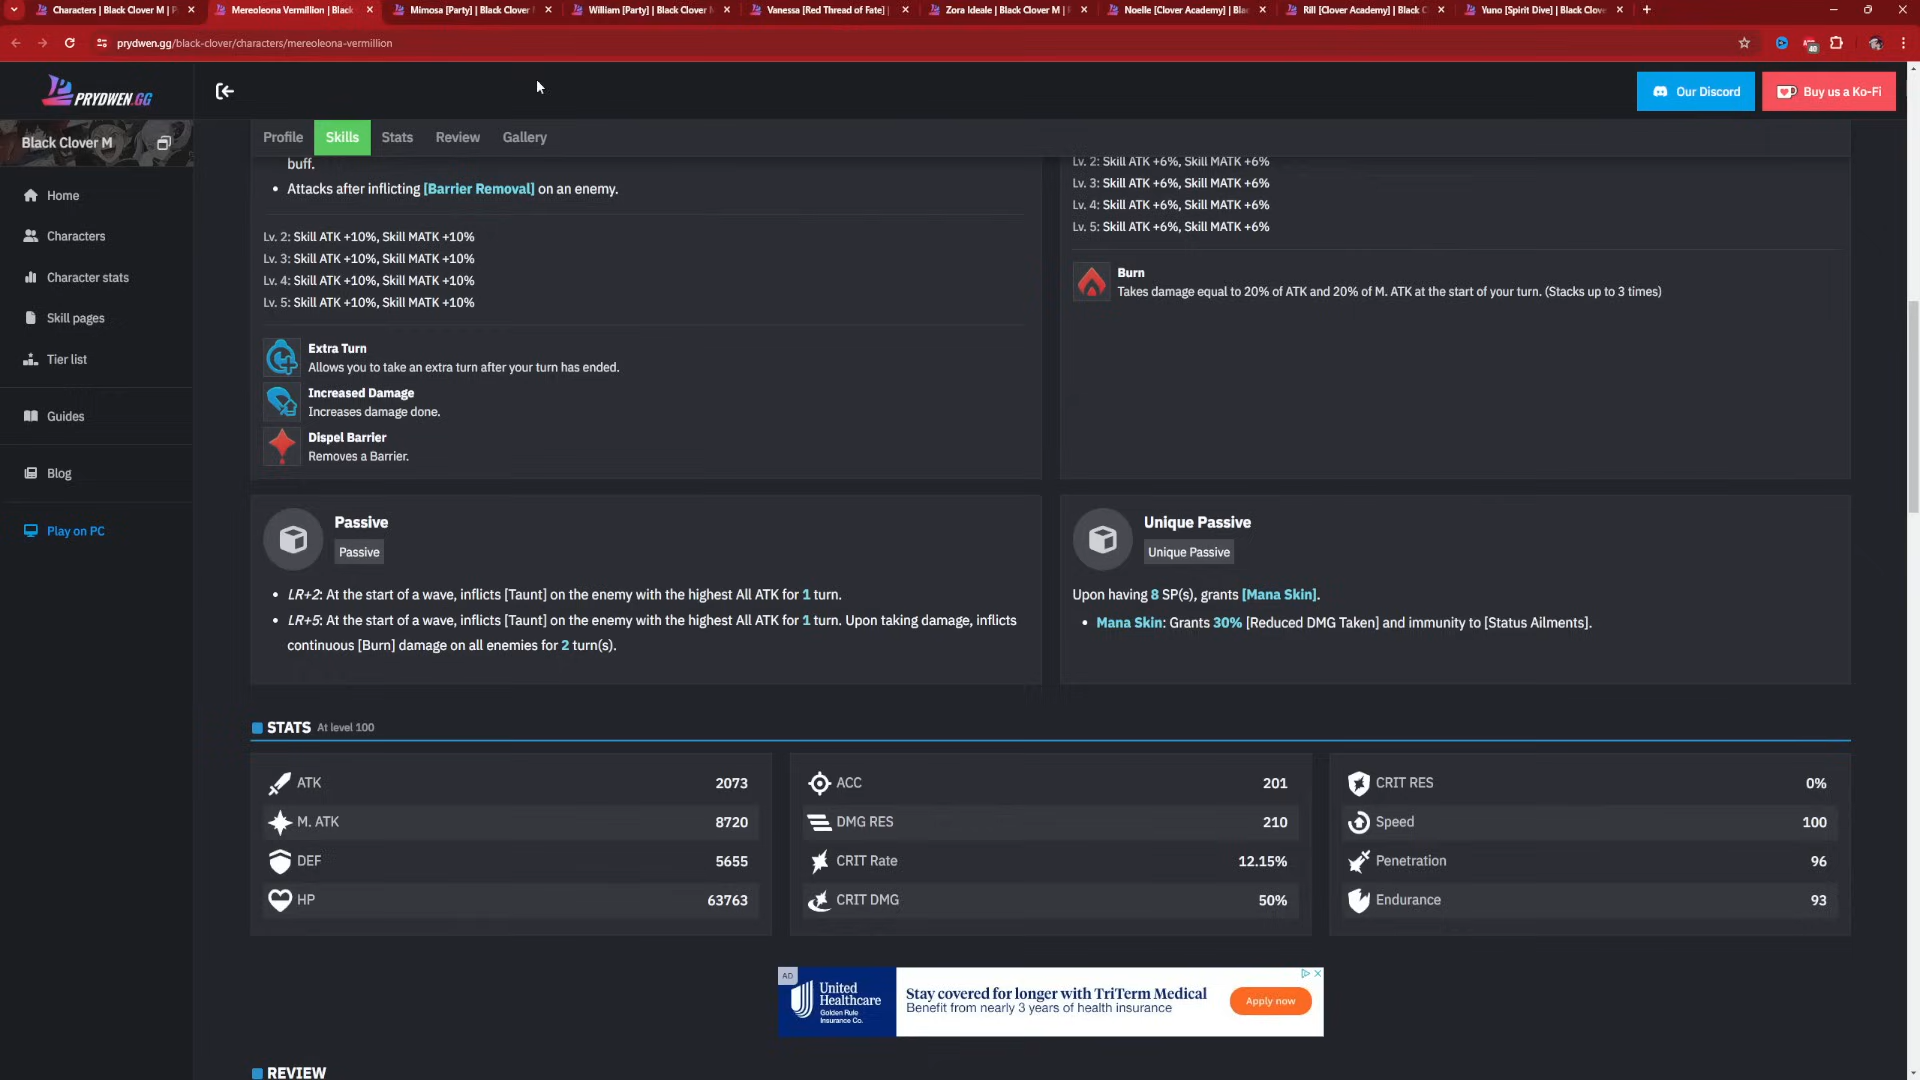 Characters | Black Clover M |
Mereoleona Vermillion | Black
Mimosa [Party] | Black Clover
William [Party] | Black Clover M
Vanessa [Red Thread of Fate] |
Zora Ideale | Black Clover M |
Noelle [Clover Academy] | Bla
Rill [Clover Academy] | Black C
Yuno [Spirit Dive] | Black Clove
prydwen.gg/black-clover/characters/mereoleona-vermillion
40
PRYDWEN.GG
Our Discord
Buy us a Ko-Fi
Black Clover M
Home
Characters
Character stats
Skill pages
Tier list
Guides
Blog
Play on PC
Profile
Skills
Stats
Review
Gallery
buff.
Attacks after inflicting [Barrier Removal] on an enemy.
Lv. 2: Skill ATK +10%, Skill MATK +10%
Lv. 3: Skill ATK +10%, Skill MATK +10%
Lv. 4: Skill ATK +10%, Skill MATK +10%
Lv. 5: Skill ATK +10%, Skill MATK +10%
Extra Turn
Allows you to take an extra turn after your turn has ended.
Increased Damage
Increases damage done.
Dispel Barrier
Removes a Barrier.
Lv. 2: Skill ATK +6%, Skill MATK +6%
Lv. 3: Skill ATK +6%, Skill MATK +6%
Lv. 4: Skill ATK +6%, Skill MATK +6%
Lv. 5: Skill ATK +6%, Skill MATK +6%
Burn
Takes damage equal to 20% of ATK and 20% of M. ATK at the start of your turn. (Stacks up to 3 times)
Passive
Passive
LR+2: At the start of a wave, inflicts [Taunt] on the enemy with the highest All ATK for 1 turn.
LR+5: At the start of a wave, inflicts [Taunt] on the enemy with the highest All ATK for 1 turn. Upon taking damage, inflicts
continuous [Burn] damage on all enemies for 2 turn(s).
Unique Passive
Unique Passive
Upon having 8 SP(s), grants [Mana Skin].
Mana Skin: Grants 30% [Reduced DMG Taken] and immunity to [Status Ailments].
STATS At level 100
ATK 2073
M. ATK 8720
DEF 5655
HP 63763
ACC 201
DMG RES 210
CRIT Rate 12.15%
CRIT DMG 50%
CRIT RES 0%
Speed 100
Penetration 96
Endurance 93
AD
United
Healthcare
Golden Rule
Insurance Co.
Stay covered for longer with TriTerm Medical
Benefit from nearly 3 years of health insurance
Apply now
REVIEW